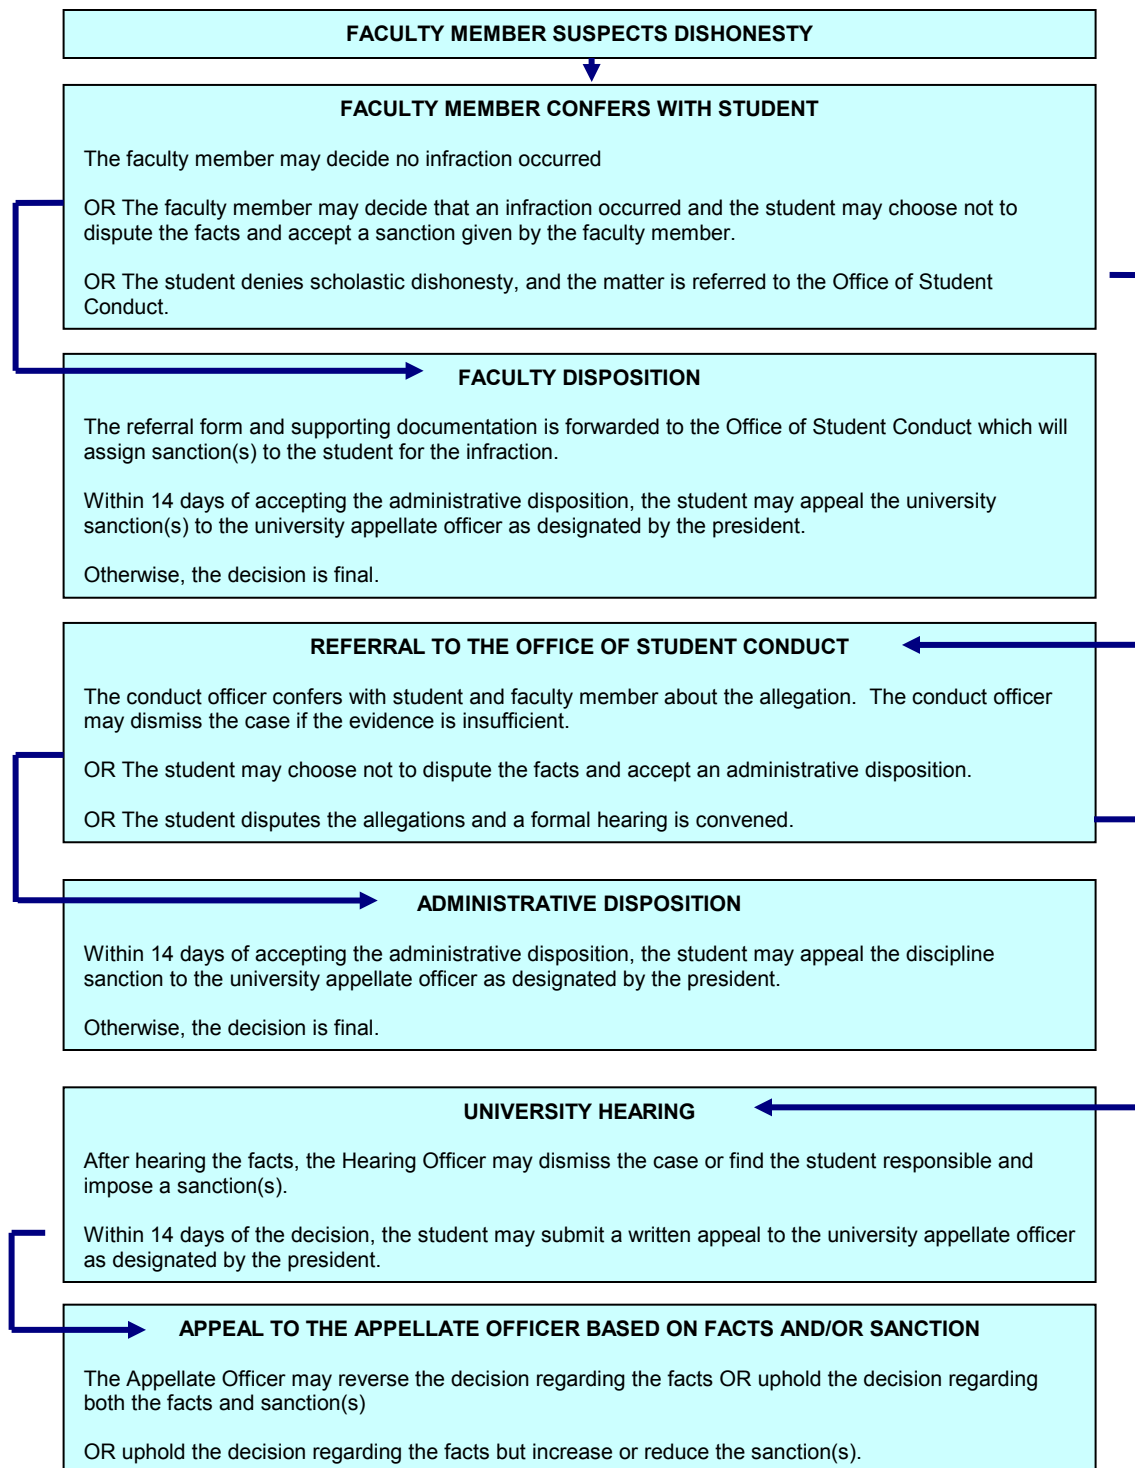 FACULTY MEMBER SUSPECTS DISHONESTY
FACULTY MEMBER CONFERS WITH STUDENT
The faculty member may decide no infraction occurred
OR The faculty member may decide that an infraction occurred and the student may choose not to
dispute the facts and accept a sanction given by the faculty member.
OR The student denies scholastic dishonesty, and the matter is referred to the Office of Student
Conduct.
FACULTY DISPOSITION
The referral form and supporting documentation is forwarded to the Office of Student Conduct which will
assign sanction(s) to the student for the infraction.
Within 14 days of accepting the administrative disposition, the student may appeal the university
sanction(s) to the university appellate officer as designated by the president.
Otherwise, the decision is final.
REFERRAL TO THE OFFICE OF STUDENT CONDUCT
The conduct officer confers with student and faculty member about the allegation.  The conduct officer
may dismiss the case if the evidence is insufficient.
OR The student may choose not to dispute the facts and accept an administrative disposition.
OR The student disputes the allegations and a formal hearing is convened.
ADMINISTRATIVE DISPOSITION
Within 14 days of accepting the administrative disposition, the student may appeal the discipline
sanction to the university appellate officer as designated by the president.
Otherwise, the decision is final.
UNIVERSITY HEARING
After hearing the facts, the Hearing Officer may dismiss the case or find the student responsible and
impose a sanction(s).
Within 14 days of the decision, the student may submit a written appeal to the university appellate officer
as designated by the president.
APPEAL TO THE APPELLATE OFFICER BASED ON FACTS AND/OR SANCTION
The Appellate Officer may reverse the decision regarding the facts OR uphold the decision regarding
both the facts and sanction(s)
OR uphold the decision regarding the facts but increase or reduce the sanction(s).